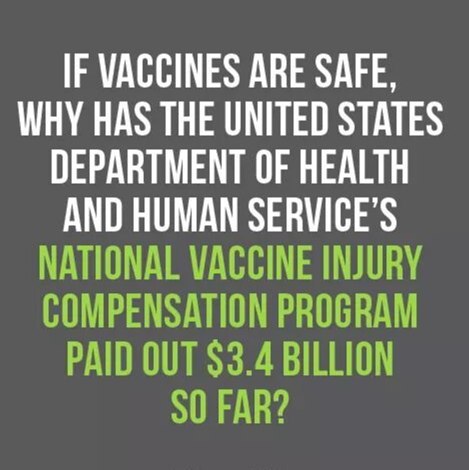 IF VACCINES ARE SAFE,
WHY HAS THE UNITED STATES
DEPARTMENT OF HEALTH
AND HUMAN SERVICE'S
NATIONAL VACCINE INJURY
COMPENSATION PROGRAM
PAID OUT $3.4 BILLION
SO FAR?